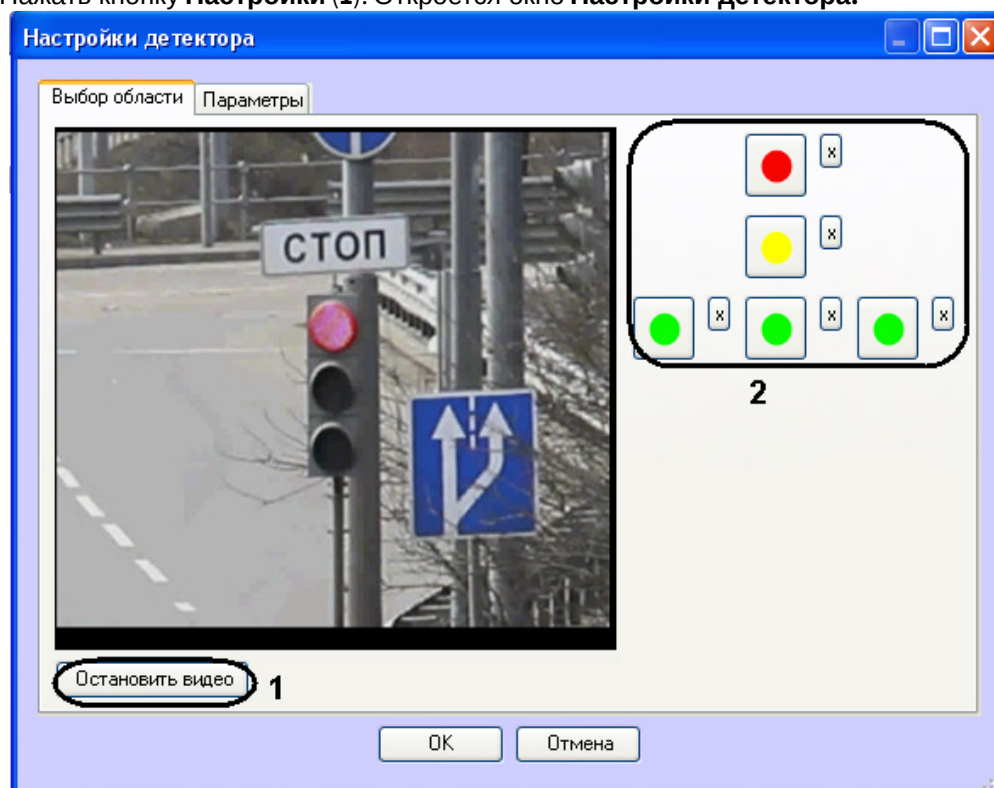 Нажать кнопку Настройки (1). Откроется окно Настройки детектора.
Настройки детектора
Выбор области Параметры
СТОП
x
x
x x x
2
Остановить видео 1
OK Отмена